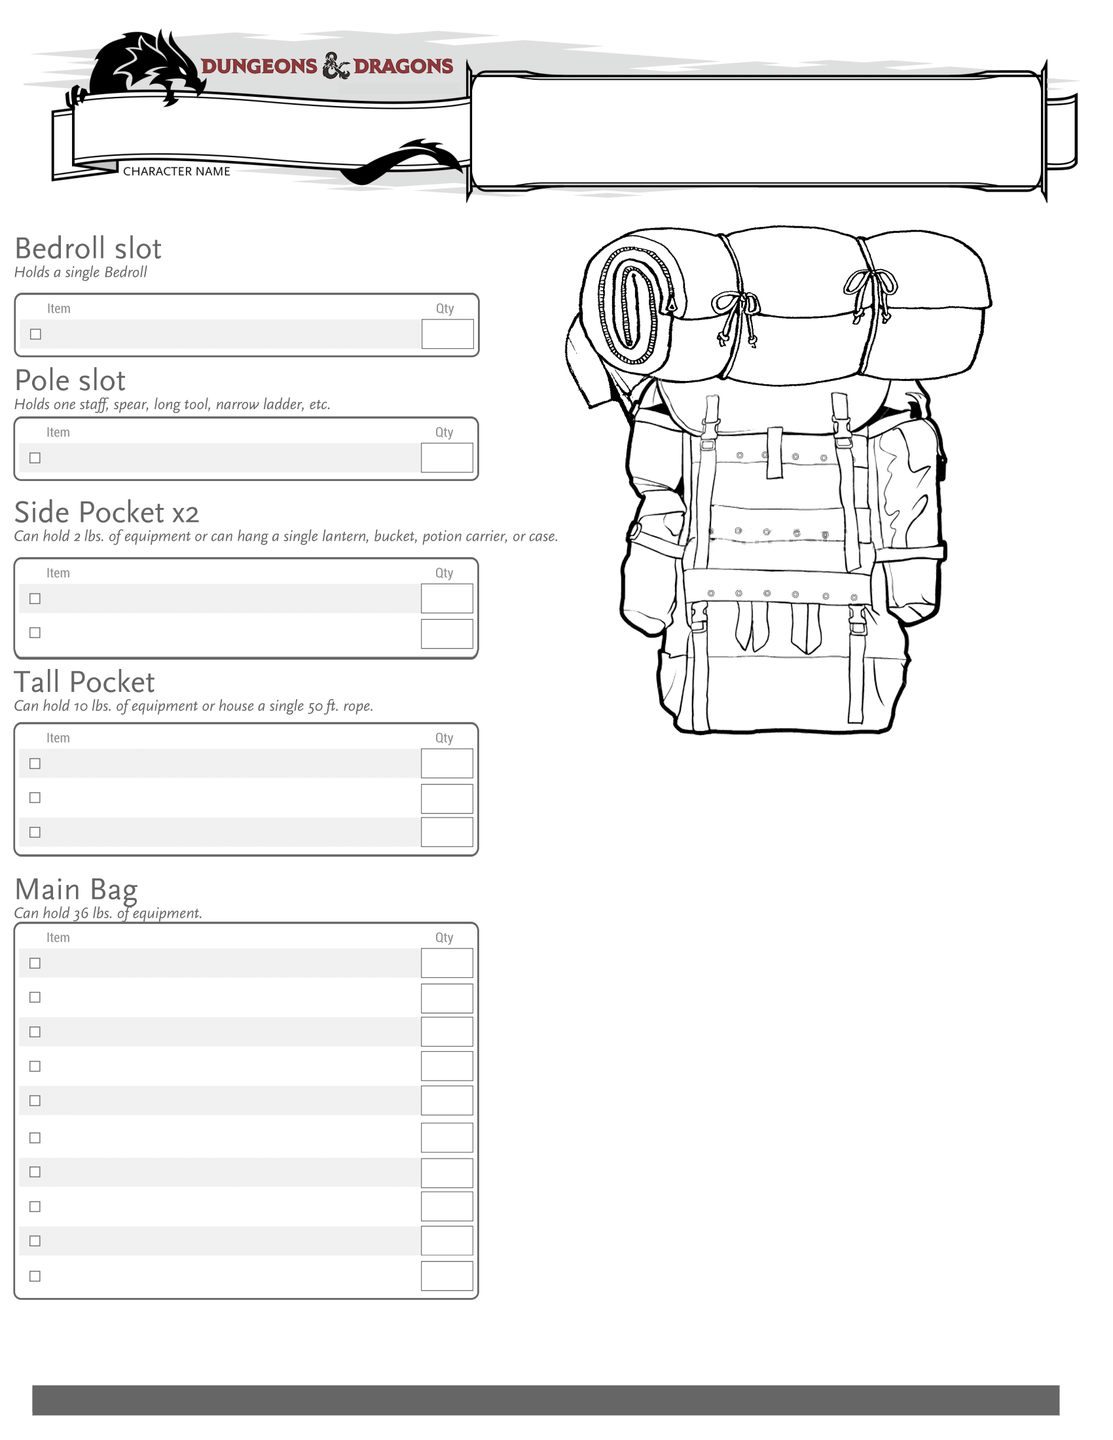 DUNGEONS & DRAGONS
CHARACTER NAME
Bedroll slot
Holds a single Bedroll
Item Qty
Pole slot
Holds one staff, spear, long tool, narrow ladder, etc.
Item Qty
Side Pocket x2
Can hold 2 lbs. of equipment or can hang a single lantern, bucket, potion carrier, or case.
Item Qty
Tall Pocket
Can hold 10 lbs. of equipment or house a single 50 ft. rope.
Item Qty
Main Bag
Can hold 36 lbs. of equipment.
Item Qty